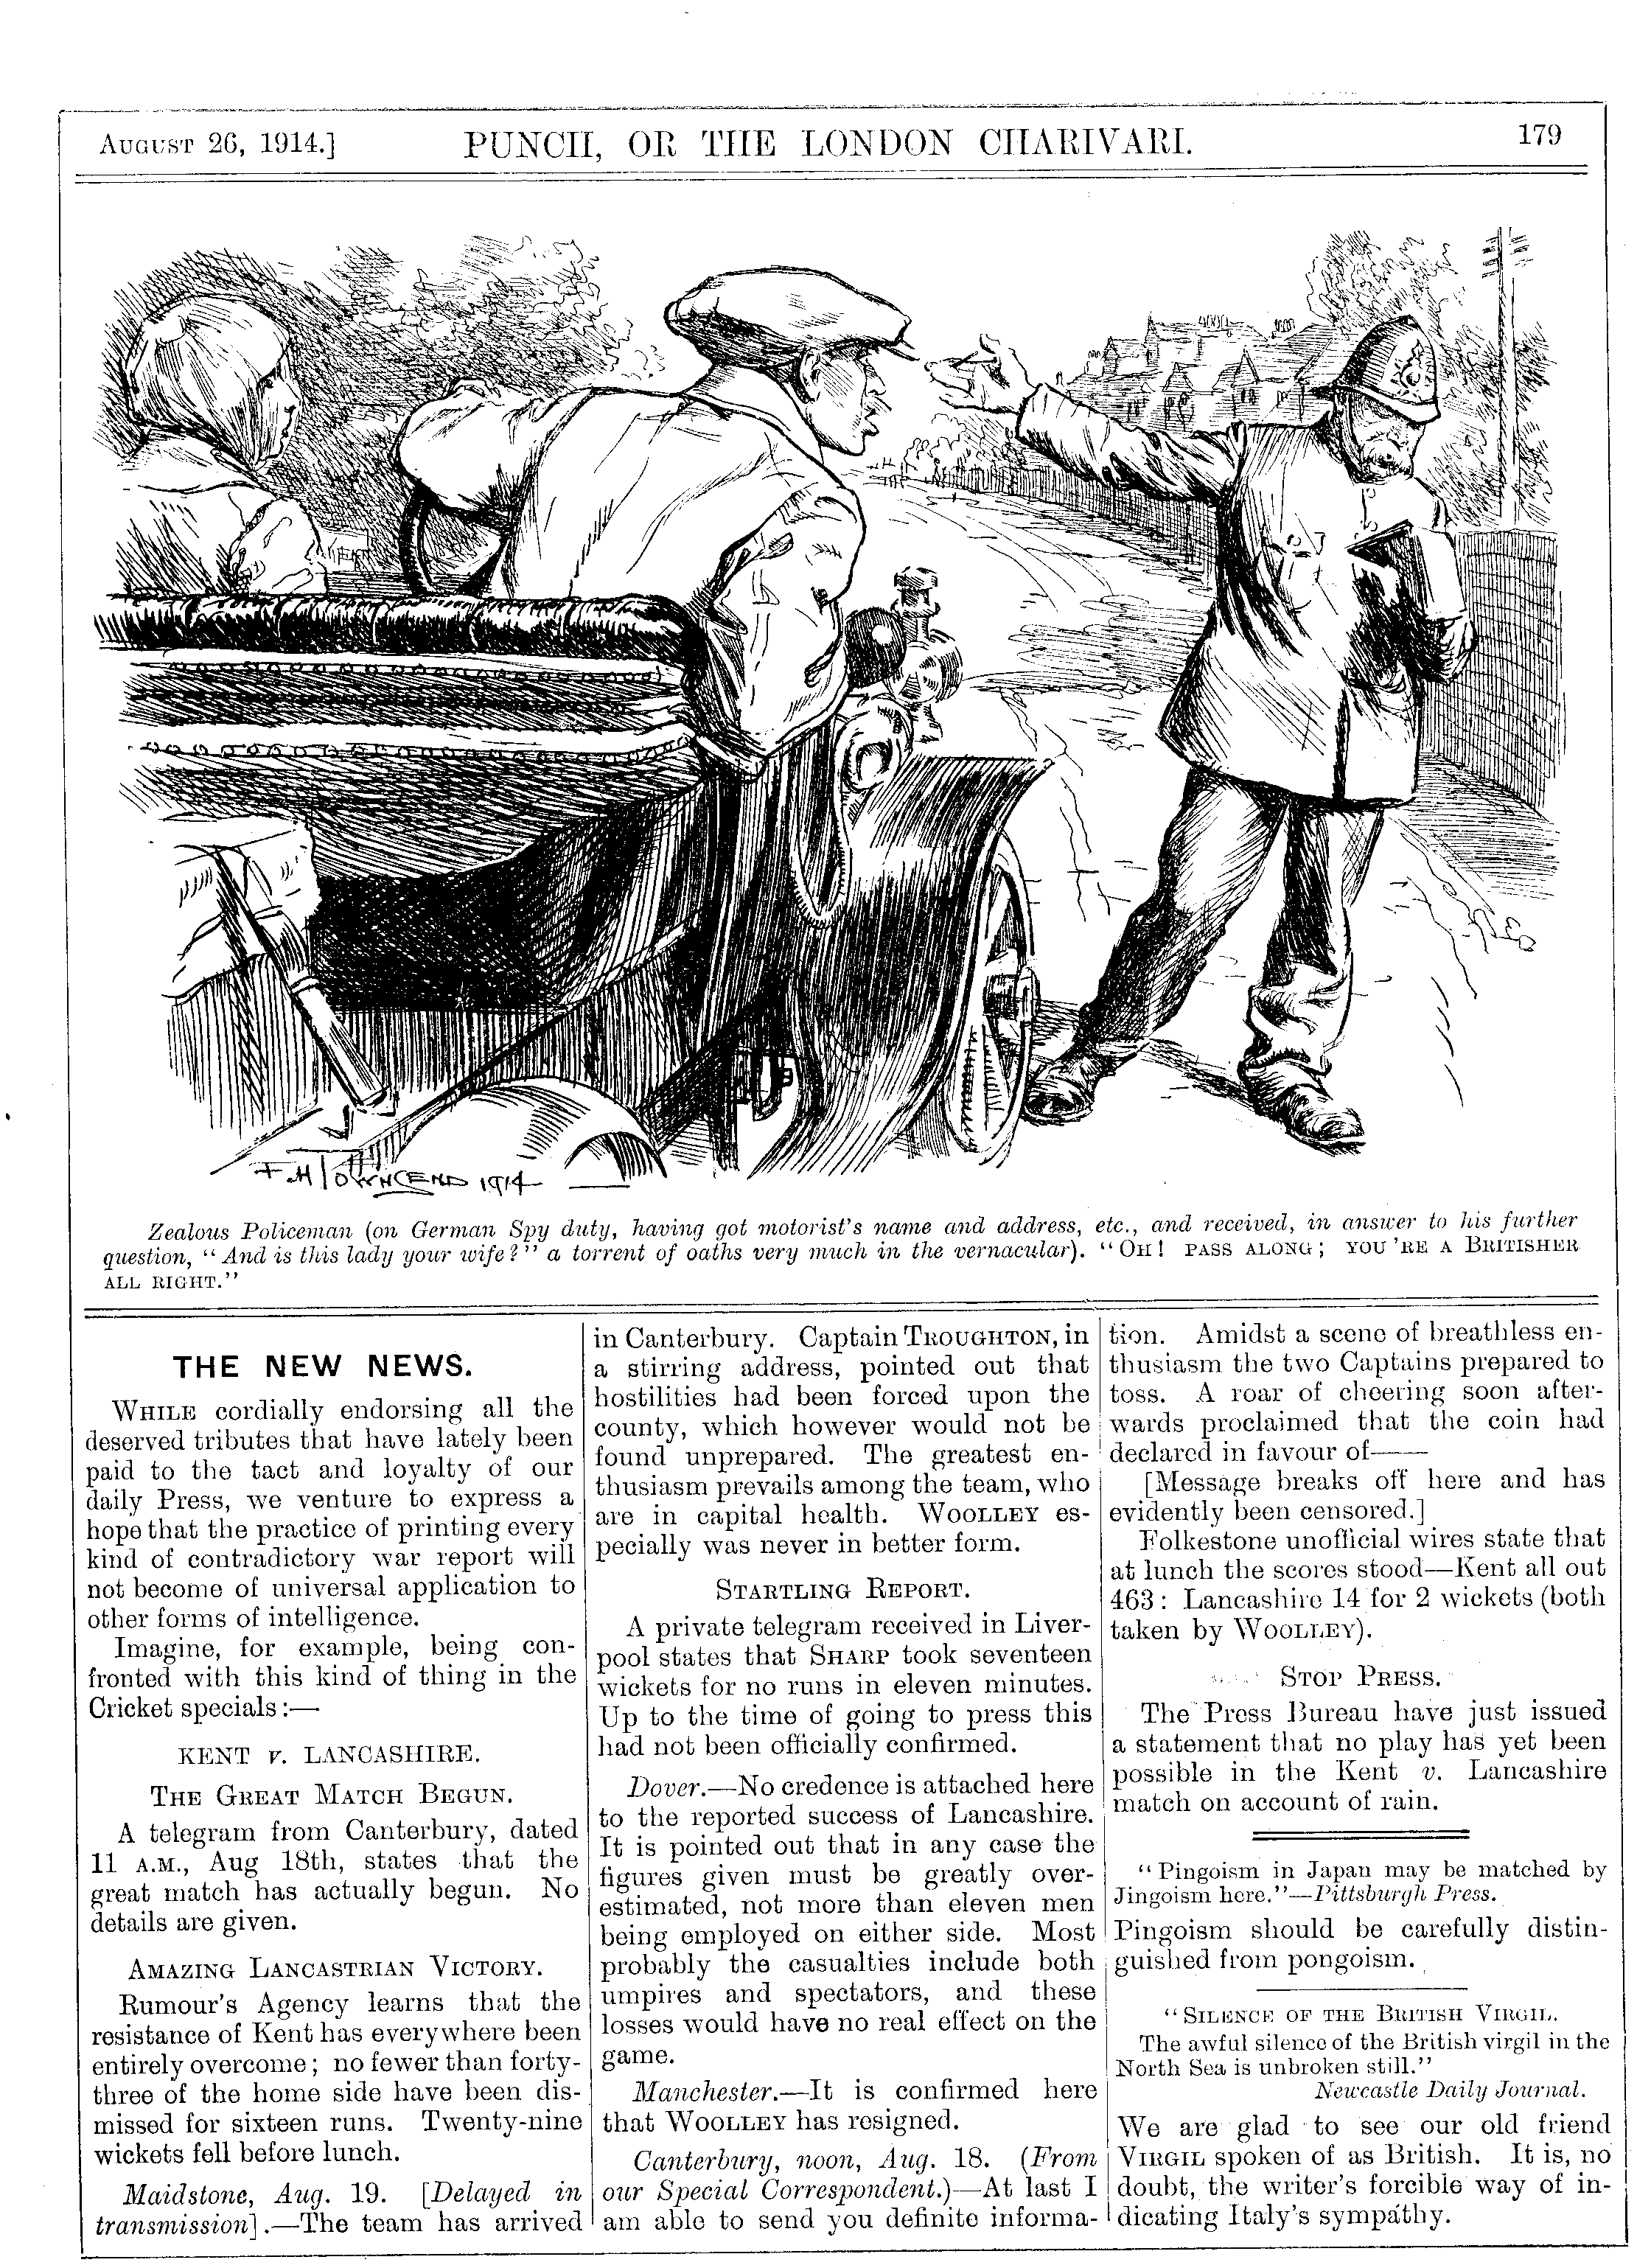 August 26, 1914.]
PUNCH, OR THE LONDON CHARIVARI.
179
F. H. Townsend 1914
Zealous Policeman (on German Spy duty, having got motorist's name and address, etc., and received, in answer to his further
question, "And is this lady your wife?" a torrent of oaths very much in the vernacular). "Oh! pass along; you're a Britisher
all right."
THE NEW NEWS.
While cordially endorsing all the
deserved tributes that have lately been
paid to the tact and loyalty of our
daily Press, we venture to express a
hope that the practice of printing every
kind of contradictory war report will
not become of universal application to
other forms of intelligence.
Imagine, for example, being con-
fronted with this kind of thing in the
Cricket specials:—
KENT v. LANCASHIRE.
The Great Match Begun.
A telegram from Canterbury, dated
11 A.M., Aug 18th, states that the
great match has actually begun. No
details are given.
Amazing Lancastrian Victory.
Rumour's Agency learns that the
resistance of Kent has everywhere been
entirely overcome; no fewer than forty-
three of the home side have been dis-
missed for sixteen runs. Twenty-nine
wickets fell before lunch.
Maidstone, Aug. 19. [Delayed in
transmission].—The team has arrived
in Canterbury. Captain Troughton, in
a stirring address, pointed out that
hostilities had been forced upon the
county, which however would not be
found unprepared. The greatest en-
thusiasm prevails among the team, who
are in capital health. Woolley es-
pecially was never in better form.
Startling Report.
A private telegram received in Liver-
pool states that Sharp took seventeen
wickets for no runs in eleven minutes.
Up to the time of going to press this
had not been officially confirmed.
Dover.—No credence is attached here
to the reported success of Lancashire.
It is pointed out that in any case the
figures given must be greatly over-
estimated, not more than eleven men
being employed on either side. Most
probably the casualties include both
umpires and spectators, and these
losses would have no real effect on the
game.
Manchester.—It is confirmed here
that Woolley has resigned.
Canterbury, noon, Aug. 18. (From
our Special Correspondent.)—At last I
am able to send you definite informa-
tion. Amidst a scene of breathless en-
thusiasm the two Captains prepared to
toss. A roar of cheering soon after-
wards proclaimed that the coin had
declared in favour of——
[Message breaks off here and has
evidently been censored.]
Folkestone unofficial wires state that
at lunch the scores stood—Kent all out
463: Lancashire 14 for 2 wickets (both
taken by Woolley).
Stop Press.
The Press Bureau have just issued
a statement that no play has yet been
possible in the Kent v. Lancashire
match on account of rain.
"Pingoism in Japan may be matched by
Jingoism here."—Pittsburgh Press.
Pingoism should be carefully distin-
guished from pongoism.
"Silence of the British Virgil.
The awful silence of the British virgil in the
North Sea is unbroken still."
Newcastle Daily Journal.
We are glad to see our old friend
Virgil spoken of as British. It is, no
doubt, the writer's forcible way of in-
dicating Italy's sympathy.